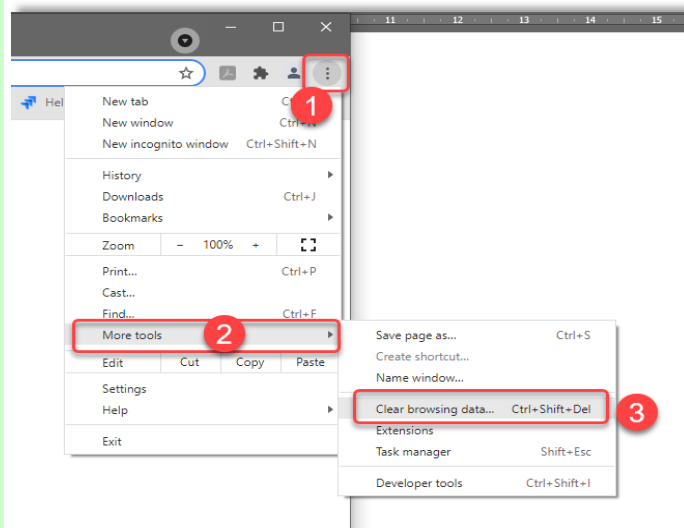 11 12 13 14 15
Hel
1
New tab
New window Ctrl+N
New incognito window Ctrl+Shift+N
History
Downloads Ctrl+J
Bookmarks
Zoom - 100% +
Print... Ctrl+P
Cast...
Find... Ctrl+F
More tools 2
Edit Cut Copy Paste
Settings
Help
Exit
Save page as... Ctrl+S
Create shortcut...
Name window...
Clear browsing data... Ctrl+Shift+Del 3
Extensions
Task manager Shift+Esc
Developer tools Ctrl+Shift+I